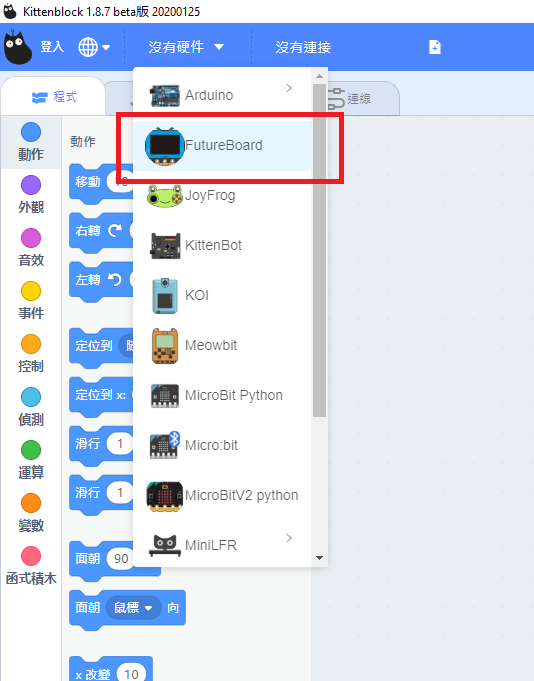 Kittenblock 1.8.7 beta版 20200125
登入
沒有硬件
沒有連接
程式
連線
Arduino
FutureBoard
JoyFrog
KittenBot
KOI
Meowbit
MicroBit Python
Micro:bit
MicroBitV2 python
MiniLFR
動作
外觀
音效
事件
控制
偵測
運算
變數
函式積木
動作
移動 10
右轉
左轉
定位到
定位到 x:
滑行 1
滑行 1
面朝 90
面朝 鼠標 向
x 改變 10